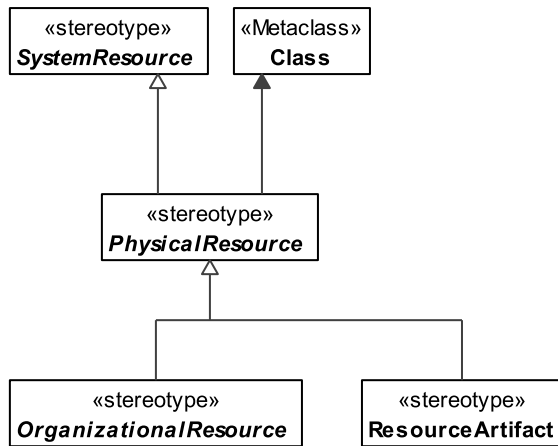 «stereotype»
SystemResource
«Metaclass»
Class
«stereotype»
PhysicalResource
«stereotype»
OrganizationalResource
«stereotype»
ResourceArtifact